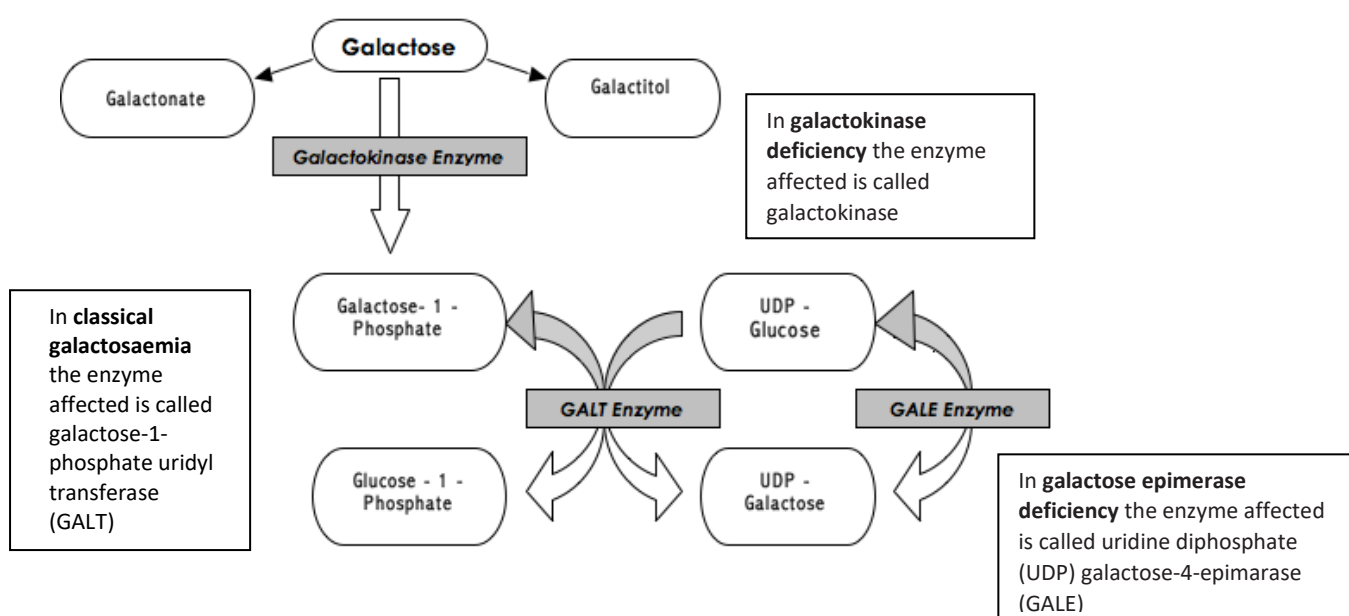 Galactose
Galactonate
Galactitol
Galactokinase Enzyme
In galactokinase
deficiency the enzyme
affected is called
galactokinase
In classical
galactosaemia
the enzyme
affected is called
galactose-1-
phosphate uridyl
transferase
(GALT)
Galactose- 1 -
Phosphate
UDP -
Glucose
GALT Enzyme
GALE Enzyme
Glucose - 1 -
Phosphate
UDP -
Galactose
In galactose epimerase
deficiency the enzyme affected
is called uridine diphosphate
(UDP) galactose-4-epimarase
(GALE)